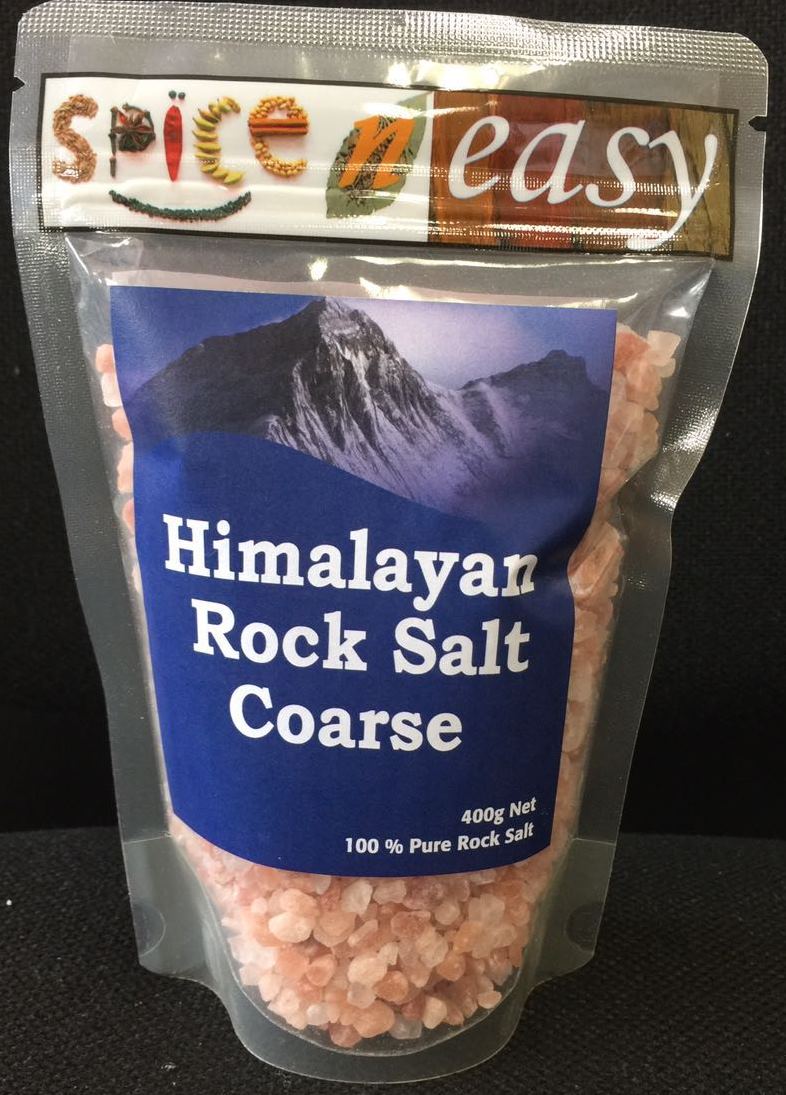 spice n easy
Himalayan
Rock Salt
Coarse
400g Net
100 % Pure Rock Salt